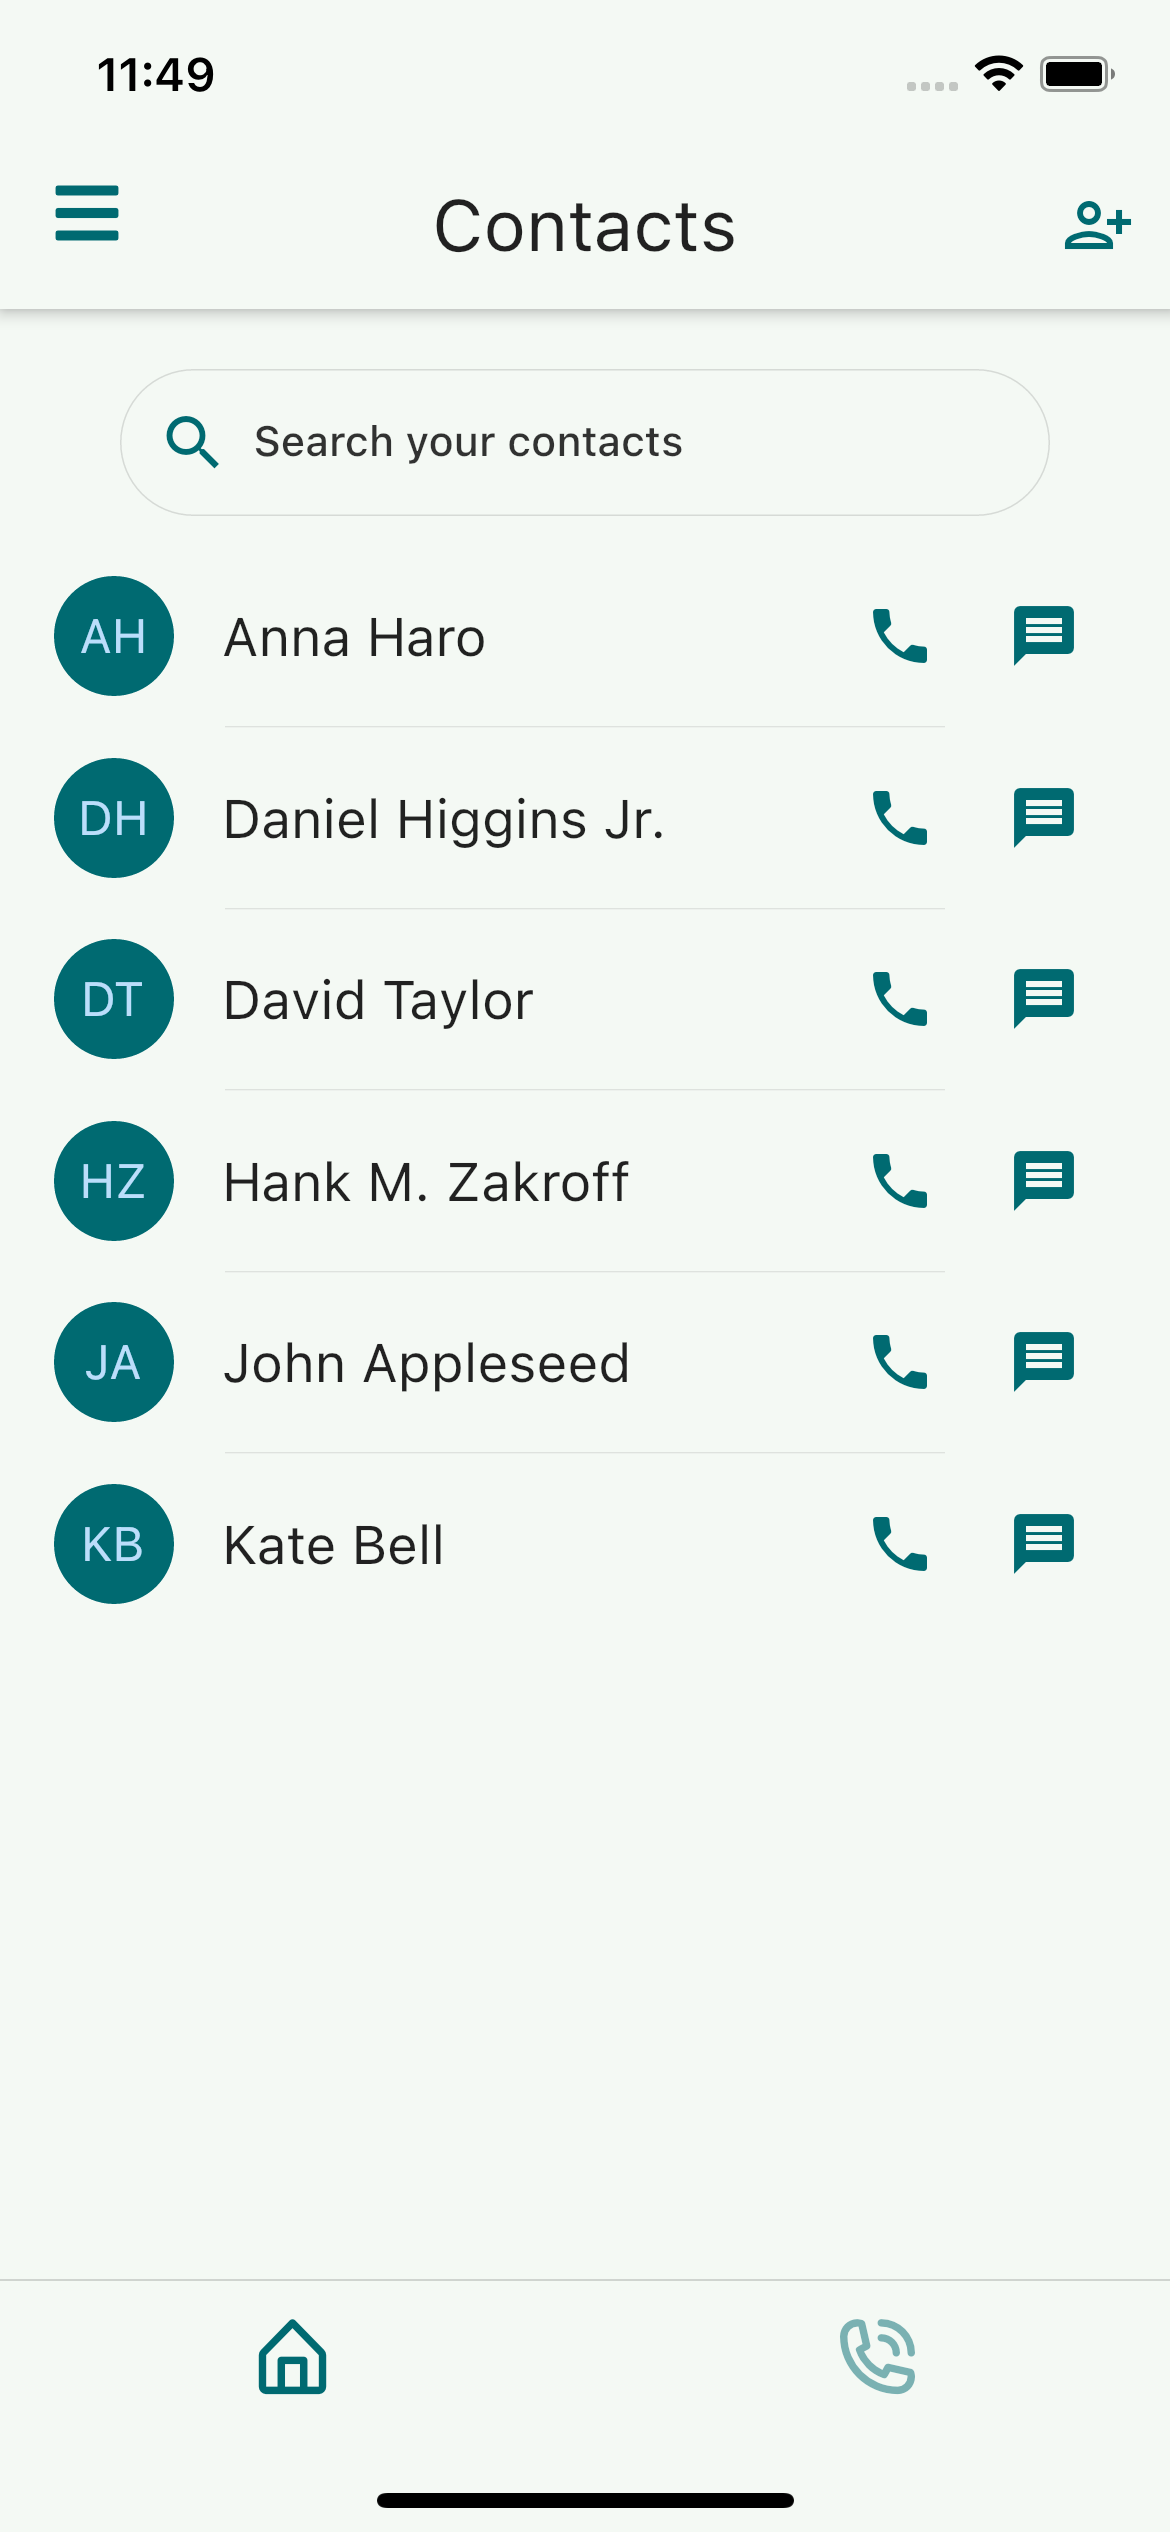 11:49
Contacts
Search your contacts
AH Anna Haro
DH Daniel Higgins Jr.
DT David Taylor
HZ Hank M. Zakroff
JA John Appleseed
KB Kate Bell